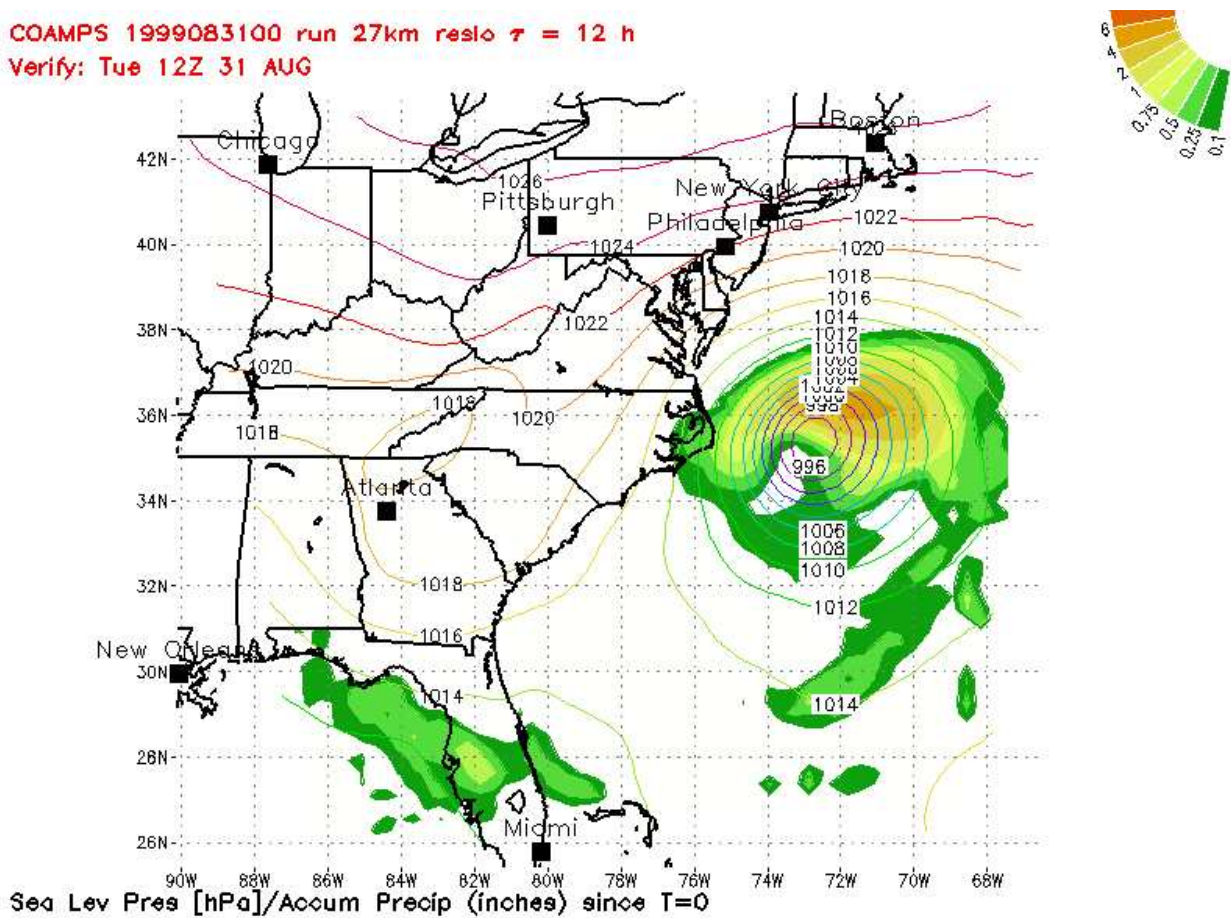 COAMPS 1999083100 run 27km reslo τ = 12 h
Verify: Tue 12Z 31 AUG
6
4
2
1
0.75
0.5
0.25
0.1
Boston
Chicago
42N
1026
New York City
Pittsburgh
Philadelphia
1022
40N
1024
1020
1018
1016
1022
1014
38N
1012
1010
1020
1018
36N
1020
998
1018
996
Atlanta
34N
1006
1008
1010
32N
1018
1012
1016
New Orleans
30N
1014
1014
28N
Miami
26N
90W
88W
86W
84W
82W
80W
78W
76W
74W
72W
70W
68W
Sea Lev Pres [hPa]/Accum Precip (inches) since T=0